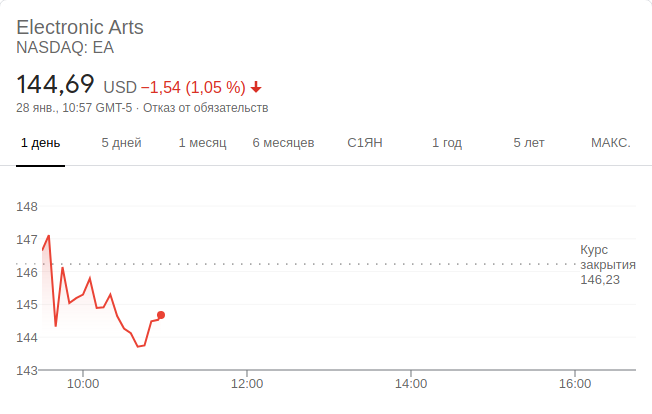 Electronic Arts
NASDAQ: EA
144,69 USD −1,54 (1,05 %)
28 янв., 10:57 GMT-5 · Отказ от обязательств
1 день 5 дней 1 месяц 6 месяцев С1ЯН 1 год 5 лет МАКС.
148
147
146
145
144
143
Курс
закрытия
146,23
10:00 12:00 14:00 16:00